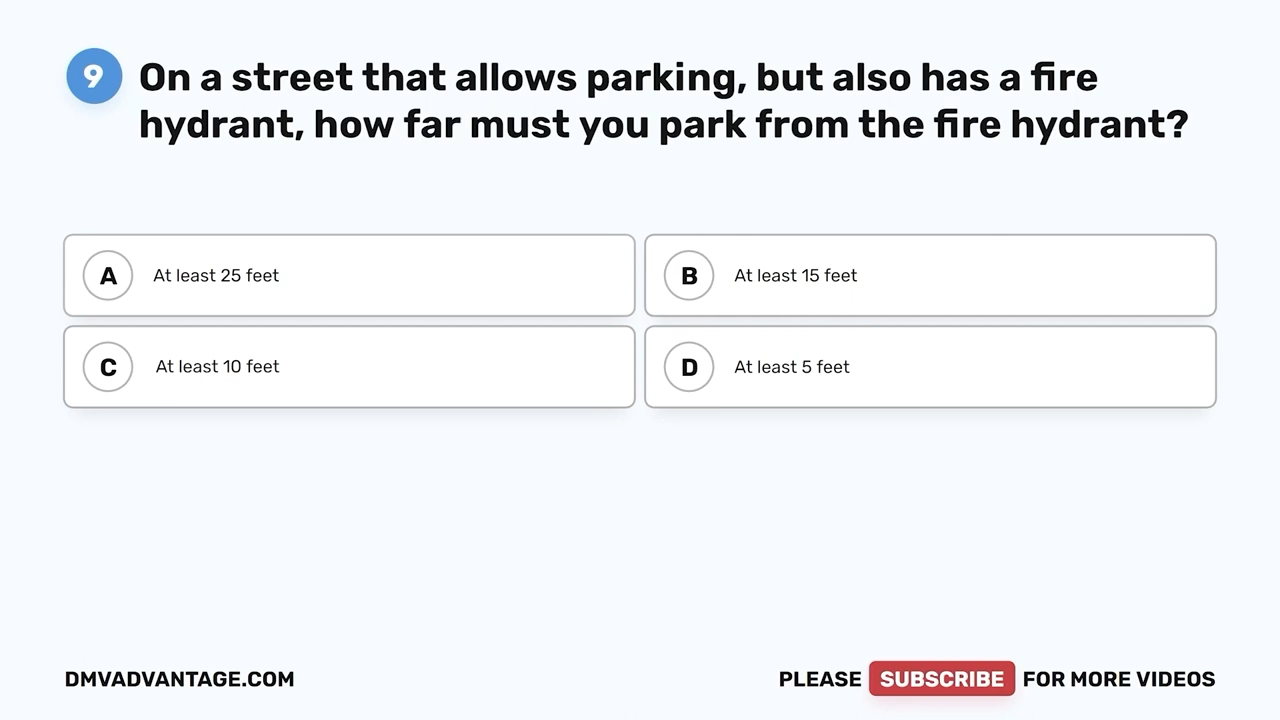 9
On a street that allows parking, but also has a fire
hydrant, how far must you park from the fire hydrant?
A At least 25 feet
B At least 15 feet
C At least 10 feet
D At least 5 feet
DMVADVANTAGE.COM
PLEASE SUBSCRIBE FOR MORE VIDEOS